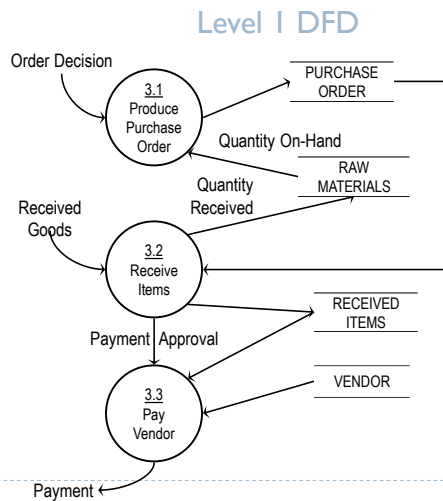 Level 1 DFD
Order Decision
3.1
Produce
Purchase
Order
PURCHASE
ORDER
Quantity On-Hand
RAW
MATERIALS
Quantity
Received
Received
Goods
3.2
Receive
Items
RECEIVED
ITEMS
Payment Approval
3.3
Pay
Vendor
VENDOR
Payment